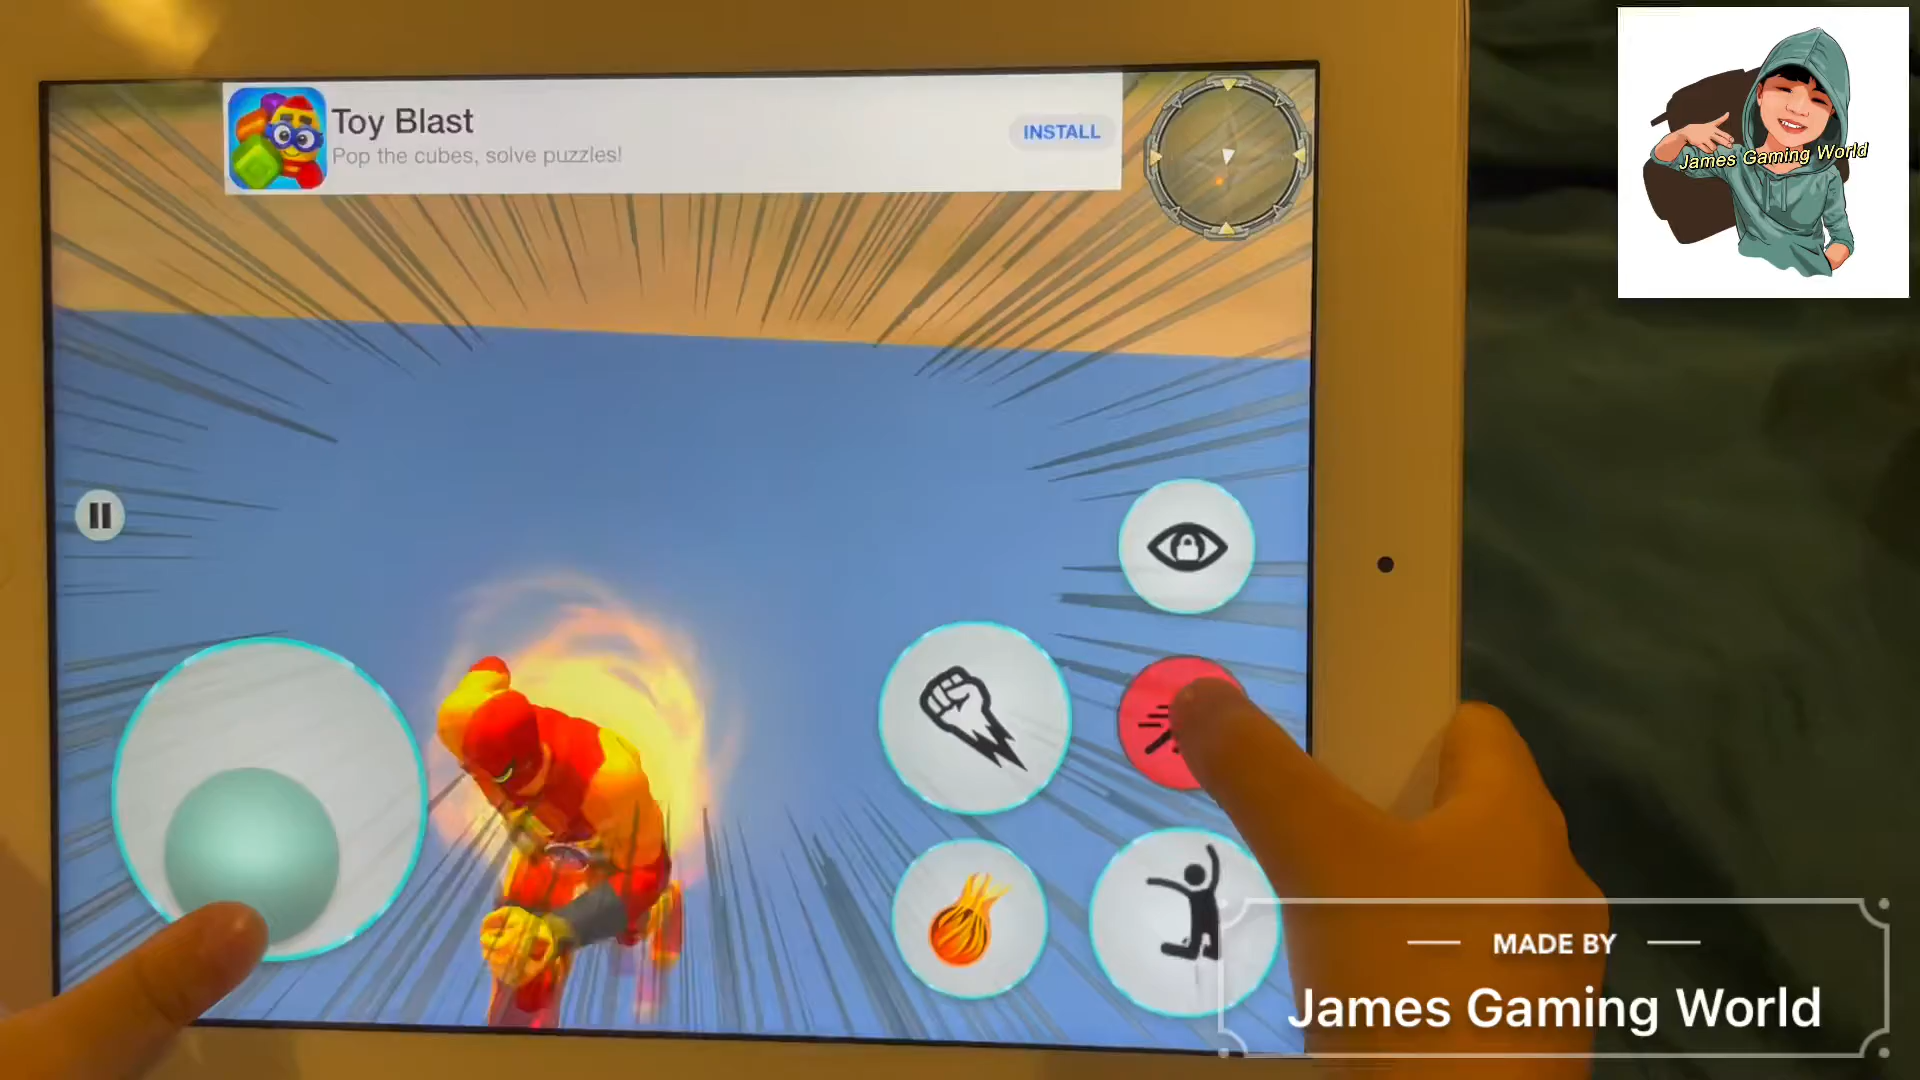 Toy Blast
Pop the cubes, solve puzzles!
INSTALL
James Gaming World
MADE BY
James Gaming World